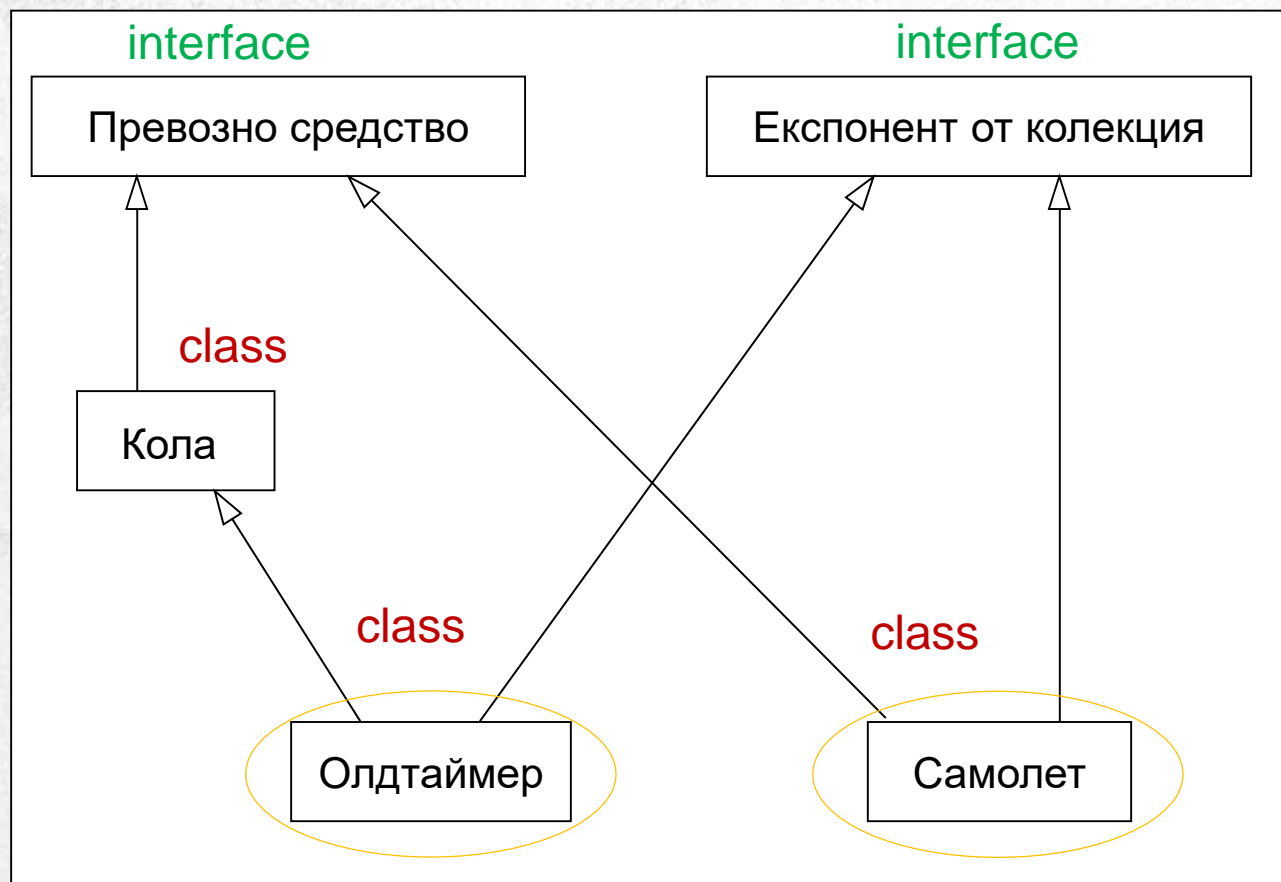 interface
interface
Превозно средство
Експонент от колекция
class
Кола
class
class
Олдтаймер
Самолет